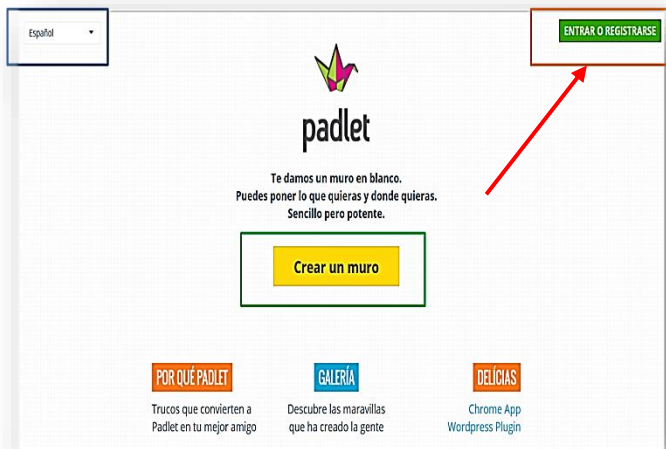 Español
ENTRAR O REGISTRARSE
padlet
Te damos un muro en blanco.
Puedes poner lo que quieras y donde quieras.
Sencillo pero potente.
Crear un muro
POR QUÉ PADLET
Trucos que convierten a
Padlet en tu mejor amigo
GALERÍA
Descubre las maravillas
que ha creado la gente
DELÍCIAS
Chrome App
Wordpress Plugin